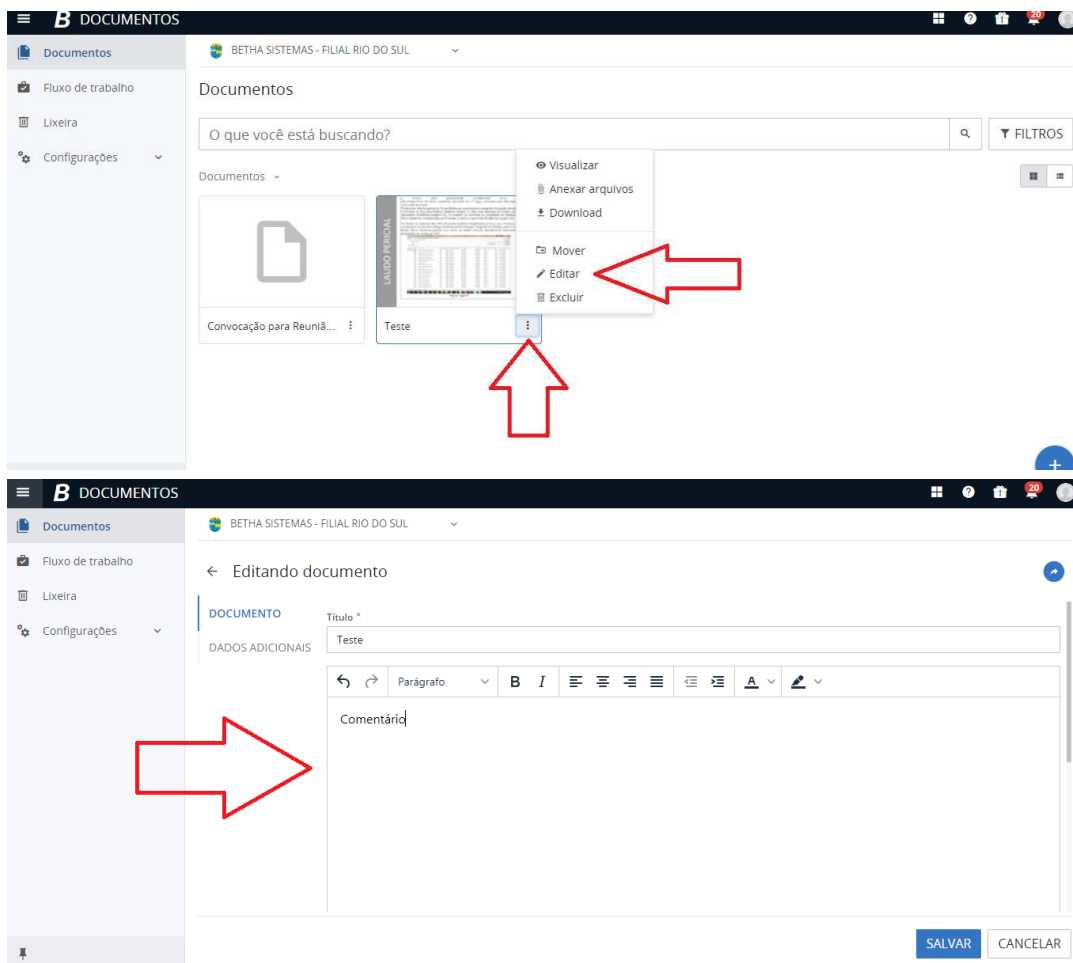 B DOCUMENTOS
20
Documentos
BETHA SISTEMAS - FILIAL RIO DO SUL
Fluxo de trabalho
Documentos
Lixeira
O que você está buscando?
FILTROS
Configurações
Documentos
Visualizar
Anexar arquivos
Download
Mover
Editar
Excluir
LAUDO PERICIAL
Convocação para Reuniã...
Teste
+
B DOCUMENTOS
20
Documentos
BETHA SISTEMAS - FILIAL RIO DO SUL
Fluxo de trabalho
Editando documento
Lixeira
DOCUMENTO
Título *
Configurações
Teste
DADOS ADICIONAIS
Parágrafo
B I
A
Comentário
SALVAR
CANCELAR